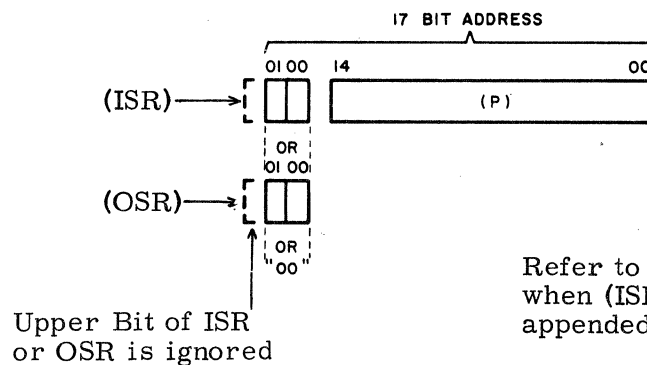 17 BIT ADDRESS
01 00 14 00
(ISR) (P)
OR
01 00
(OSR)
OR
"00"
Refer to
when (ISR
appended
Upper Bit of ISR
or OSR is ignored